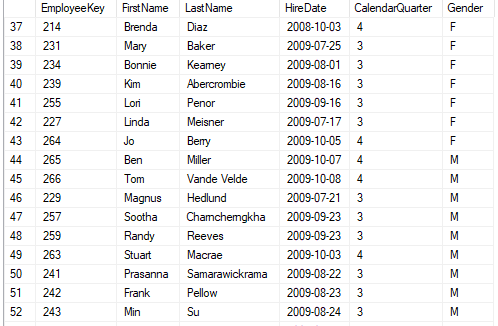 EmployeeKey FirstName LastName HireDate CalendarQuarter Gender
37 214 Brenda Diaz 2008-10-03 4 F
38 231 Mary Baker 2009-07-25 3 F
39 234 Bonnie Kearney 2009-08-01 3 F
40 239 Kim Abercrombie 2009-08-16 3 F
41 255 Lori Penor 2009-09-16 3 F
42 227 Linda Meisner 2009-07-17 3 F
43 264 Jo Berry 2009-10-05 4 F
44 265 Ben Miller 2009-10-07 4 M
45 266 Tom Vande Velde 2009-10-08 4 M
46 229 Magnus Hedlund 2009-07-21 3 M
47 257 Sootha Chamcherngkha 2009-09-23 3 M
48 259 Randy Reeves 2009-09-23 3 M
49 263 Stuart Macrae 2009-10-03 4 M
50 241 Prasanna Samarawickrama 2009-08-22 3 M
51 242 Frank Pellow 2009-08-23 3 M
52 243 Min Su 2009-08-24 3 M